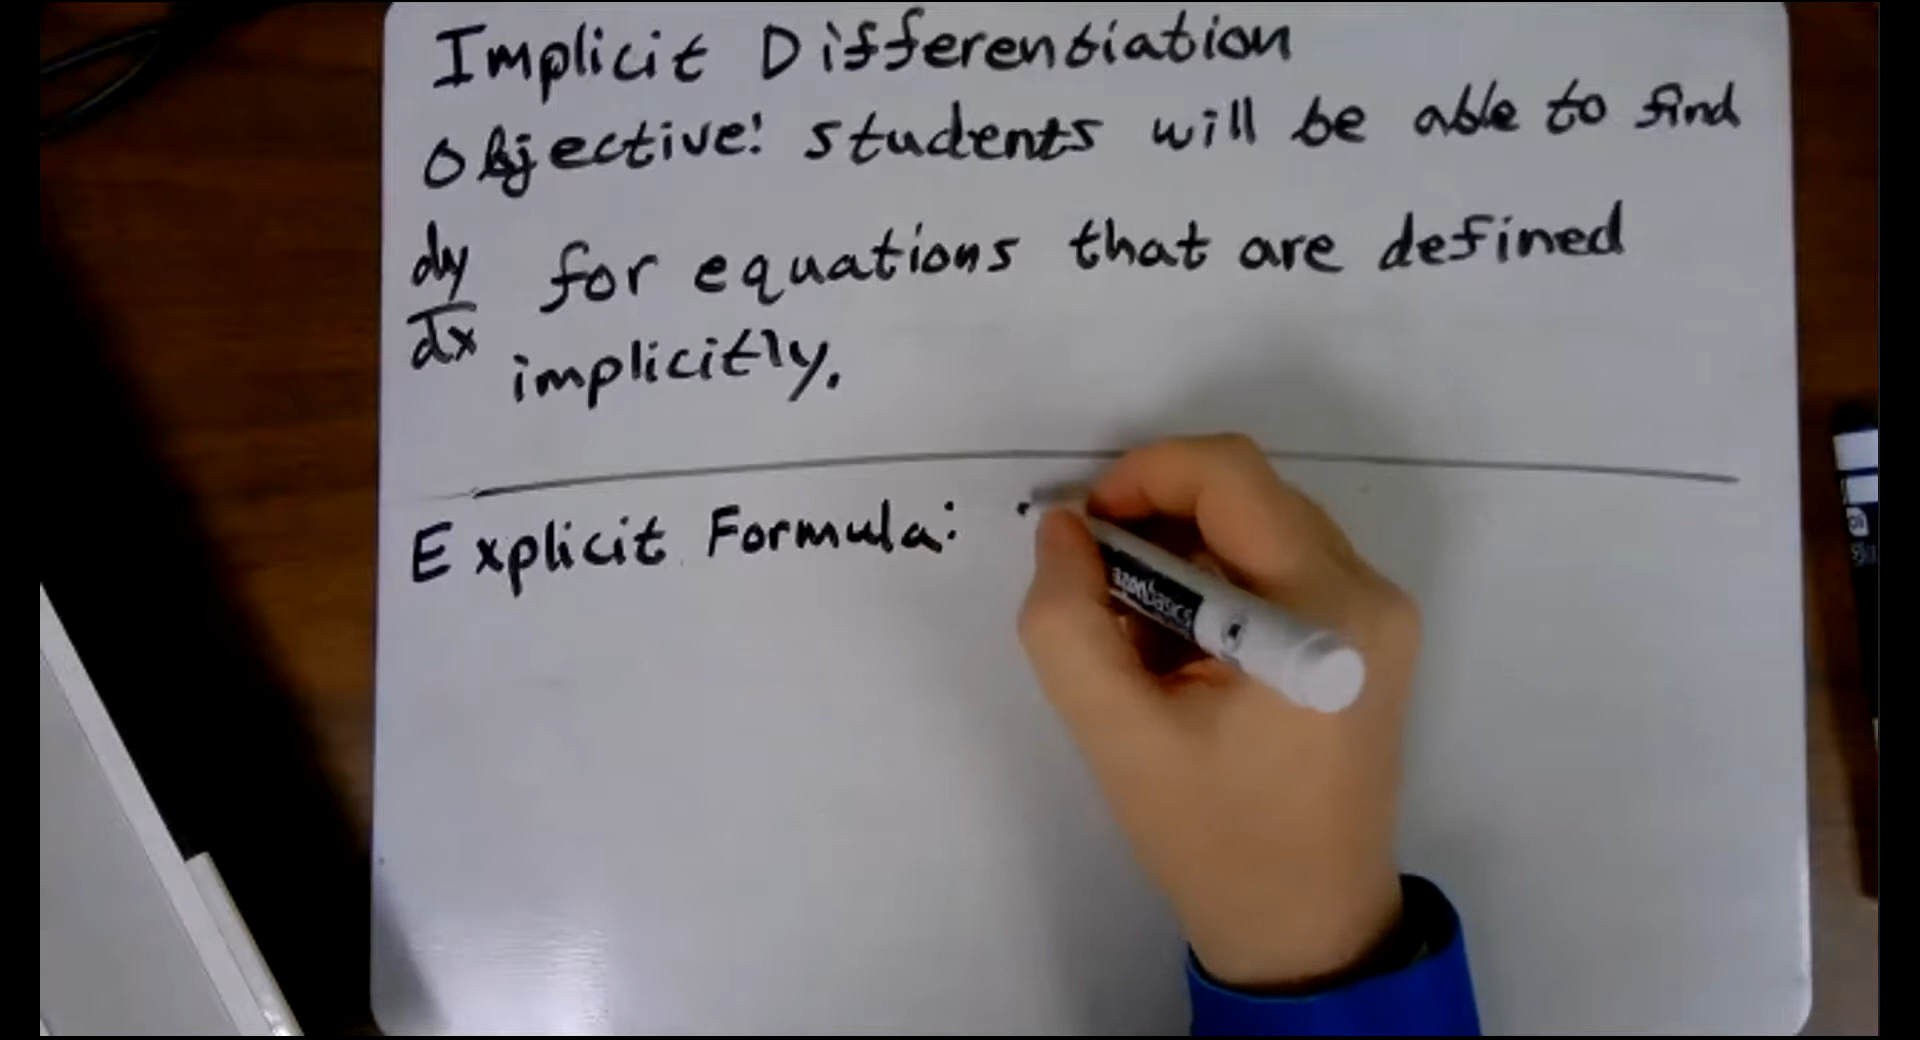 Implicit Differentiation
Objective: students will be able to find
dy
dx
for equations that are defined
implicitly.
Explicit Formula:
basics